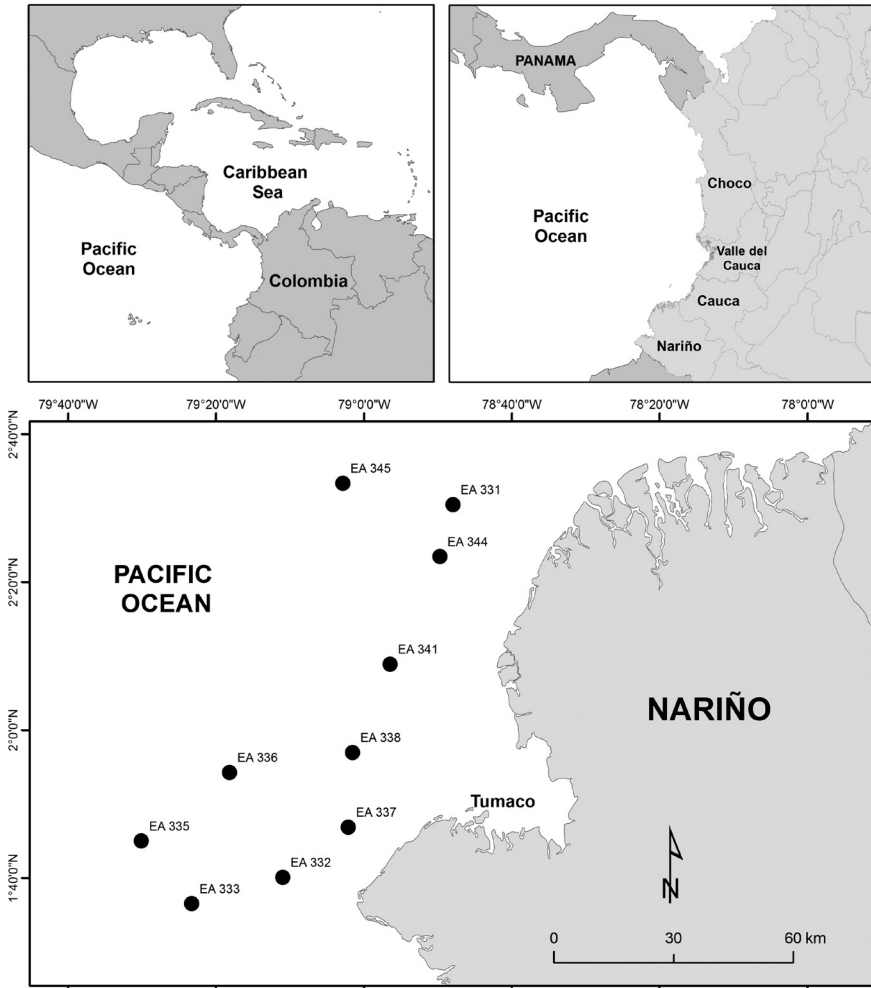 Caribbean
Sea
Pacific
Ocean
Colombia
PANAMA
Choco
Pacific
Ocean
Valle del
Cauca
Cauca
Nariño
79°40'0"W
79°20'0"W
79°0'0"W
78°40'0"W
78°20'0"W
78°0'0"W
2°40'0"N
2°20'0"N
2°0'0"N
1°40'0"N
EA 345
EA 331
EA 344
PACIFIC
OCEAN
EA 341
NARIÑO
EA 338
EA 336
Tumaco
EA 337
EA 335
EA 332
EA 333
N
0 30 60 km